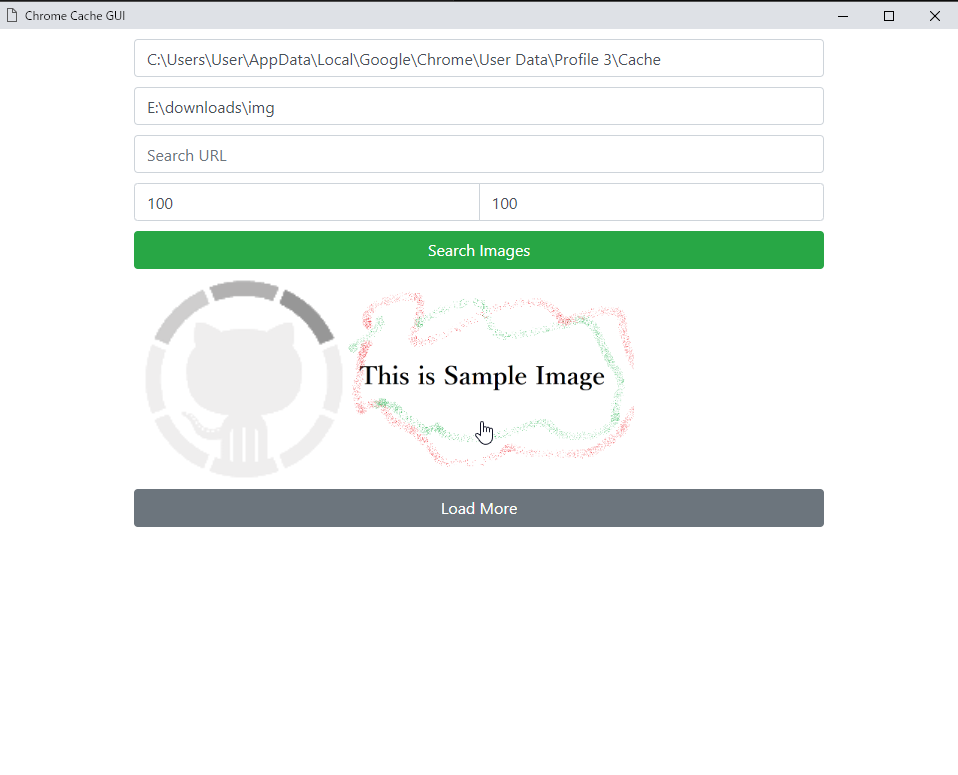 Chrome Cache GUI
C:\Users\User\AppData\Local\Google\Chrome\User Data\Profile 3\Cache
E:\downloads\img
Search URL
100 100
Search Images
This is Sample Image
Load More